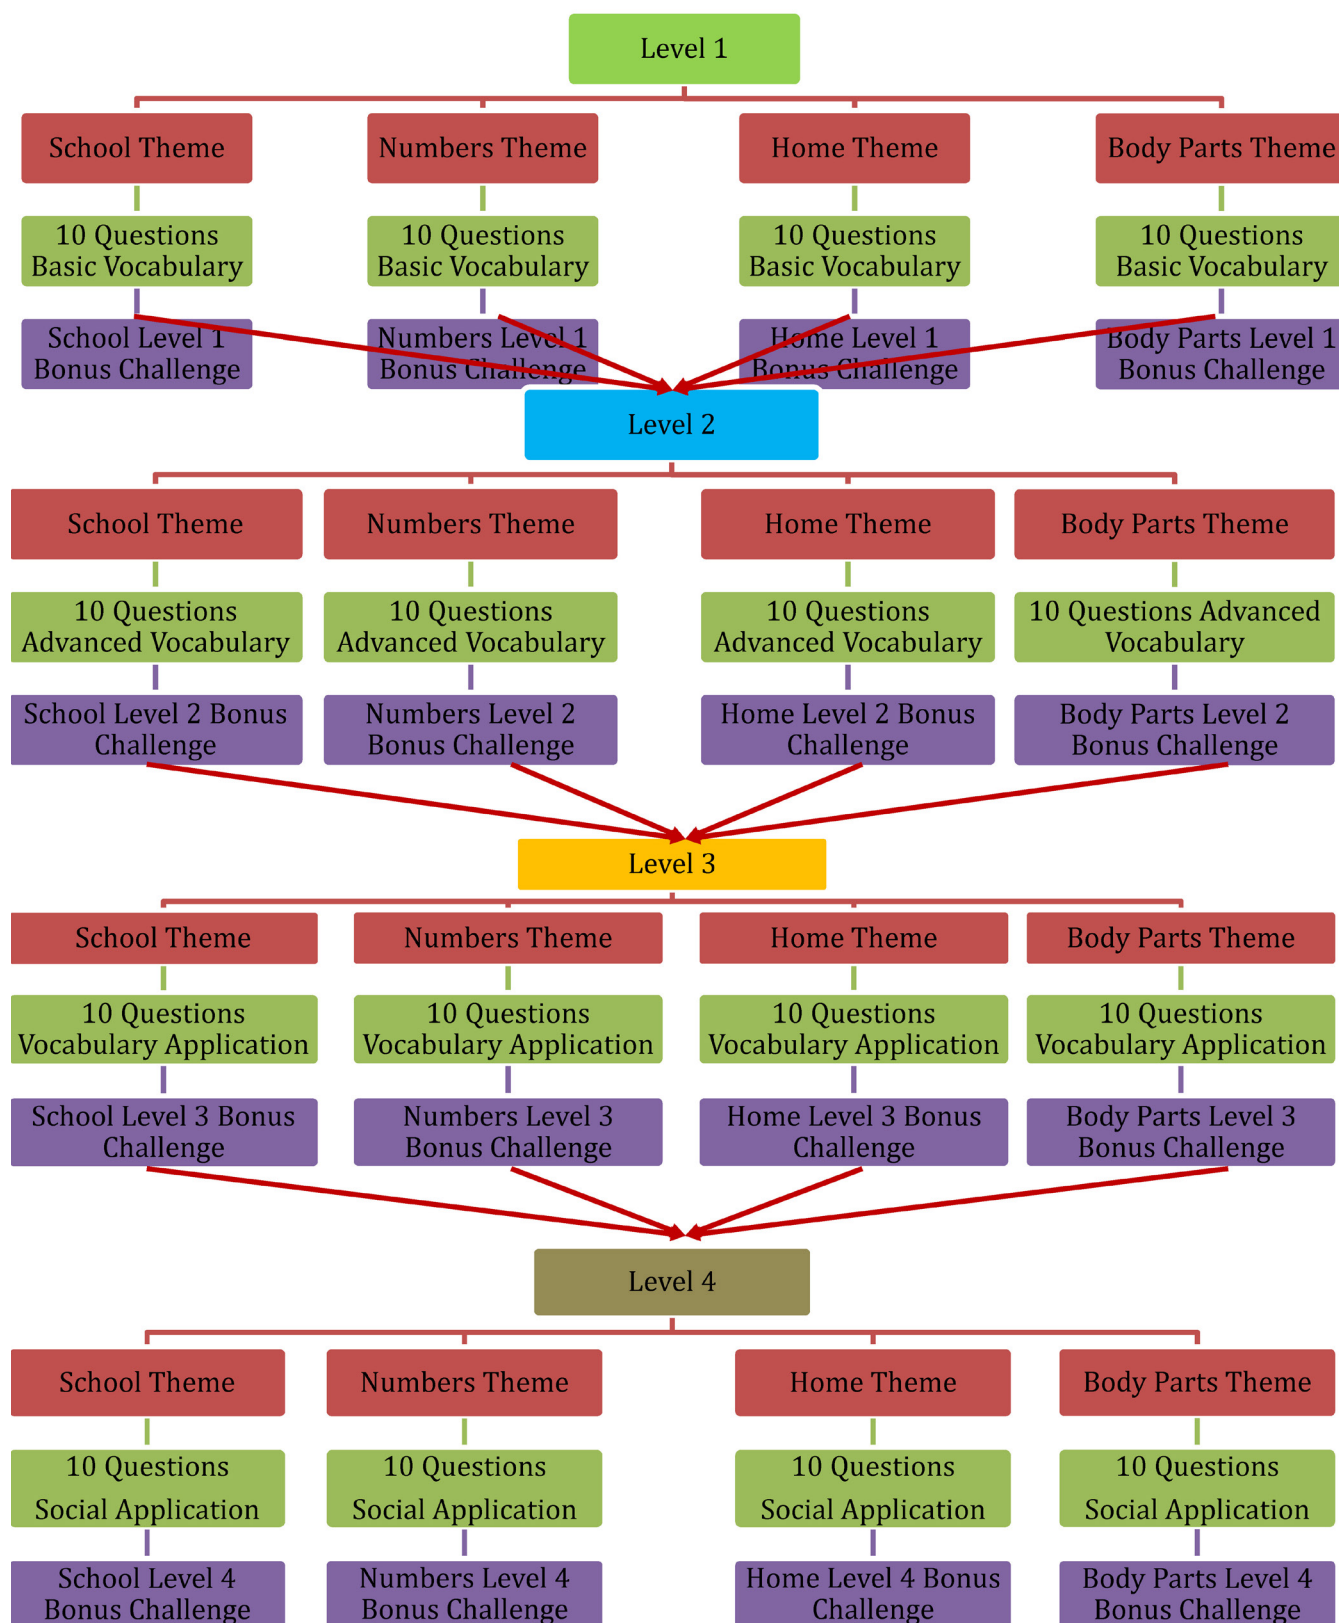 Level 1
School Theme
Numbers Theme
Home Theme
Body Parts Theme
10 Questions
Basic Vocabulary
10 Questions
Basic Vocabulary
10 Questions
Basic Vocabulary
10 Questions
Basic Vocabulary
School Level 1
Bonus Challenge
Numbers Level 1
Bonus Challenge
Home Level 1
Bonus Challenge
Body Parts Level 1
Bonus Challenge
Level 2
School Theme
Numbers Theme
Home Theme
Body Parts Theme
10 Questions
Advanced Vocabulary
10 Questions
Advanced Vocabulary
10 Questions
Advanced Vocabulary
10 Questions Advanced
Vocabulary
School Level 2 Bonus
Challenge
Numbers Level 2
Bonus Challenge
Home Level 2 Bonus
Challenge
Body Parts Level 2
Bonus Challenge
Level 3
School Theme
Numbers Theme
Home Theme
Body Parts Theme
10 Questions
Vocabulary Application
10 Questions
Vocabulary Application
10 Questions
Vocabulary Application
10 Questions
Vocabulary Application
School Level 3 Bonus
Challenge
Numbers Level 3
Bonus Challenge
Home Level 3 Bonus
Challenge
Body Parts Level 3
Bonus Challenge
Level 4
School Theme
Numbers Theme
Home Theme
Body Parts Theme
10 Questions
Social Application
10 Questions
Social Application
10 Questions
Social Application
10 Questions
Social Application
School Level 4
Bonus Challenge
Numbers Level 4
Bonus Challenge
Home Level 4 Bonus
Challenge
Body Parts Level 4
Bonus Challenge